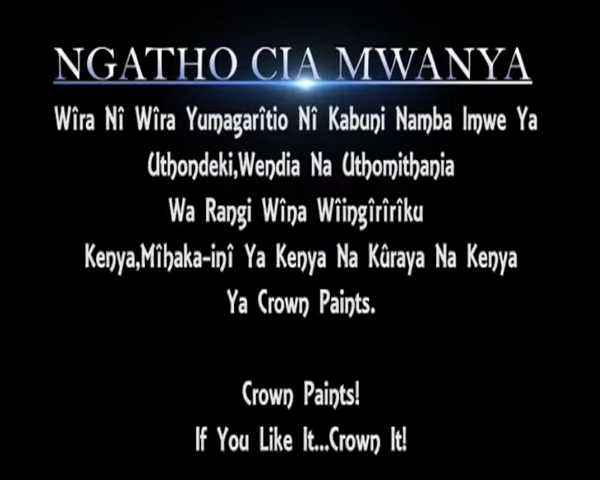 NGATHO CIA MWANYA
Wîra Nî Wîra Yumagarîtio Nî Kabuni Namba Imwe Ya
Uthondeki,Wendia Na Uthomithania
Wa Rangi Wîna Wîingîrîrîku
Kenya,Mîhaka-inî Ya Kenya Na Kûraya Na Kenya
Ya Crown Paints.
Crown Paints!
If You Like It...Crown It!